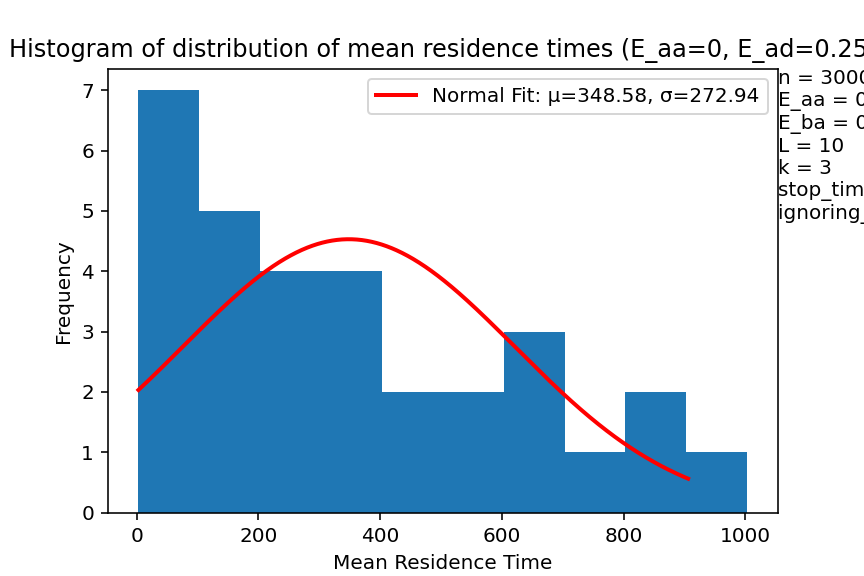 Histogram of distribution of mean residence times (E_aa=0, E_ad=0.25
n = 3000
E_aa = 0
E_ba = 0
L = 10
k = 3
stop_tim
ignoring_
Normal Fit: μ=348.58, σ=272.94
Frequency
7
6
5
4
3
2
1
0
0 200 400 600 800 1000
Mean Residence Time